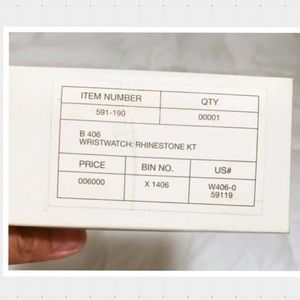 ITEM NUMBER QTY
591-190 00001
B 406
WRISTWATCH: RHINESTONE KT
PRICE BIN NO. US#
006000 X 1406 W406-0
59119